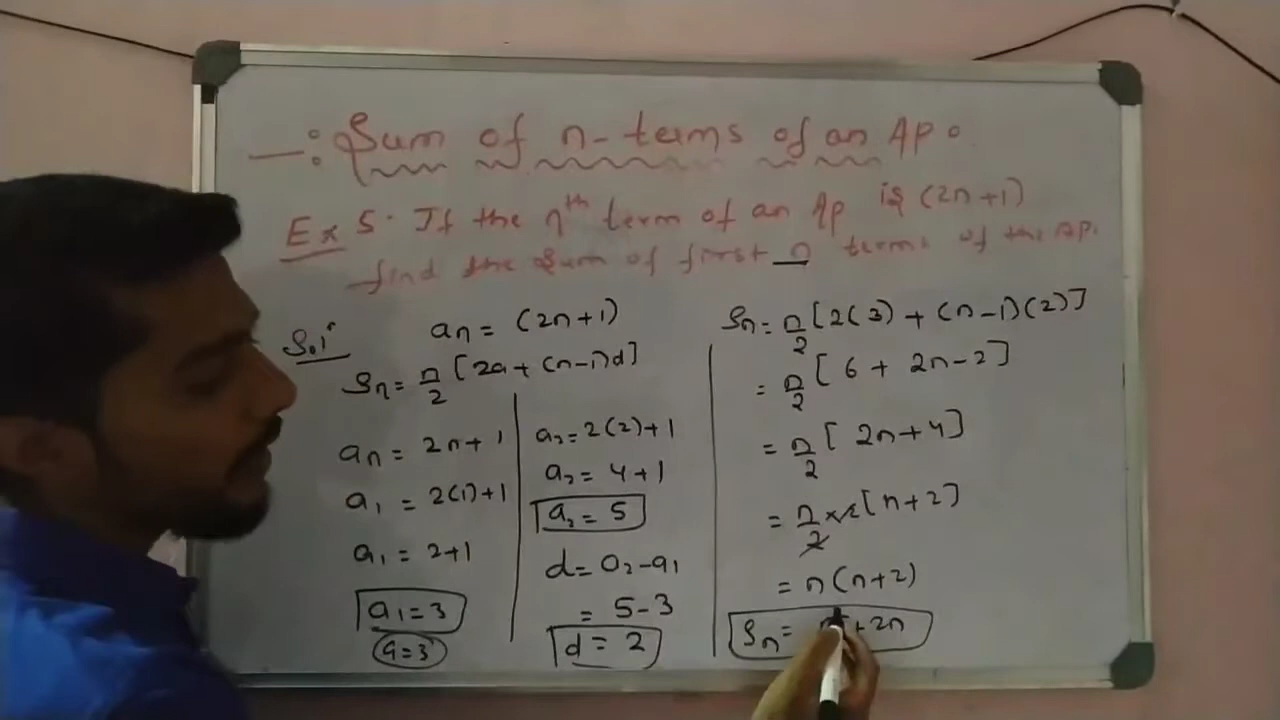 —: Sum of n-terms of an AP.
Ex 5. If the nth term of an Ap is (2n+1)
find the sum of first n terms of the AP.
Sol
an = (2n+1)
Sn = n/2 [2a + (n-1)d]
an = 2n+1
a1 = 2(1)+1
a1 = 2+1
a1 = 3
a=3
a2 = 2(2)+1
a2 = 4+1
a2 = 5
d = a2-a1
= 5-3
d = 2
Sn = n/2 [2(3) + (n-1)(2)]
= n/2 [6 + 2n-2]
= n/2 [2n+4]
= n/2 × 2[n+2]
= n(n+2)
Sn = +2n